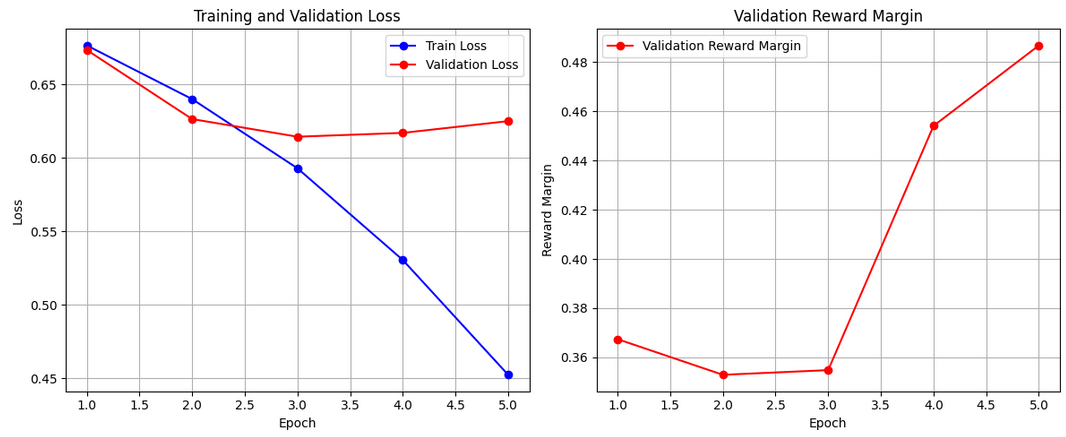 Training and Validation Loss
Train Loss
Validation Loss
0.65
0.60
0.55
0.50
0.45
Loss
1.0 1.5 2.0 2.5 3.0 3.5 4.0 4.5 5.0
Epoch
Validation Reward Margin
Validation Reward Margin
0.48
0.46
0.44
0.42
0.40
0.38
0.36
Reward Margin
1.0 1.5 2.0 2.5 3.0 3.5 4.0 4.5 5.0
Epoch